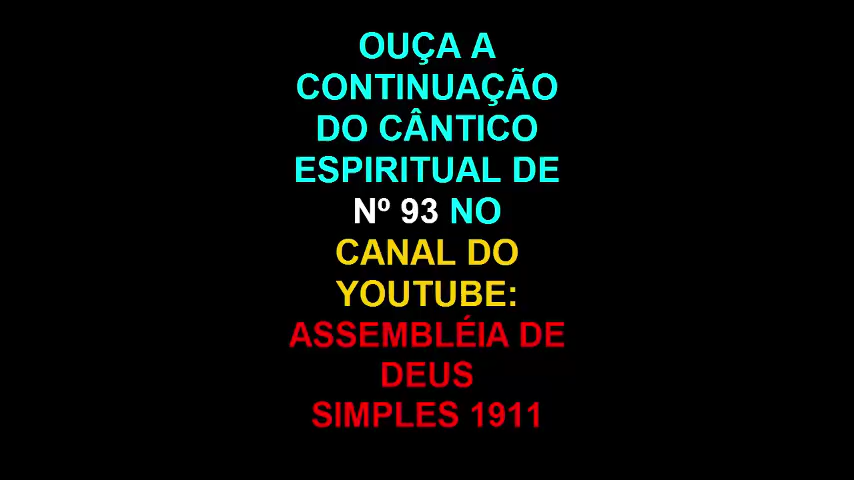 OUÇA A
CONTINUAÇÃO
DO CÂNTICO
ESPIRITUAL DE
Nº 93 NO
CANAL DO
YOUTUBE:
ASSEMBLÉIA DE
DEUS
SIMPLES 1911